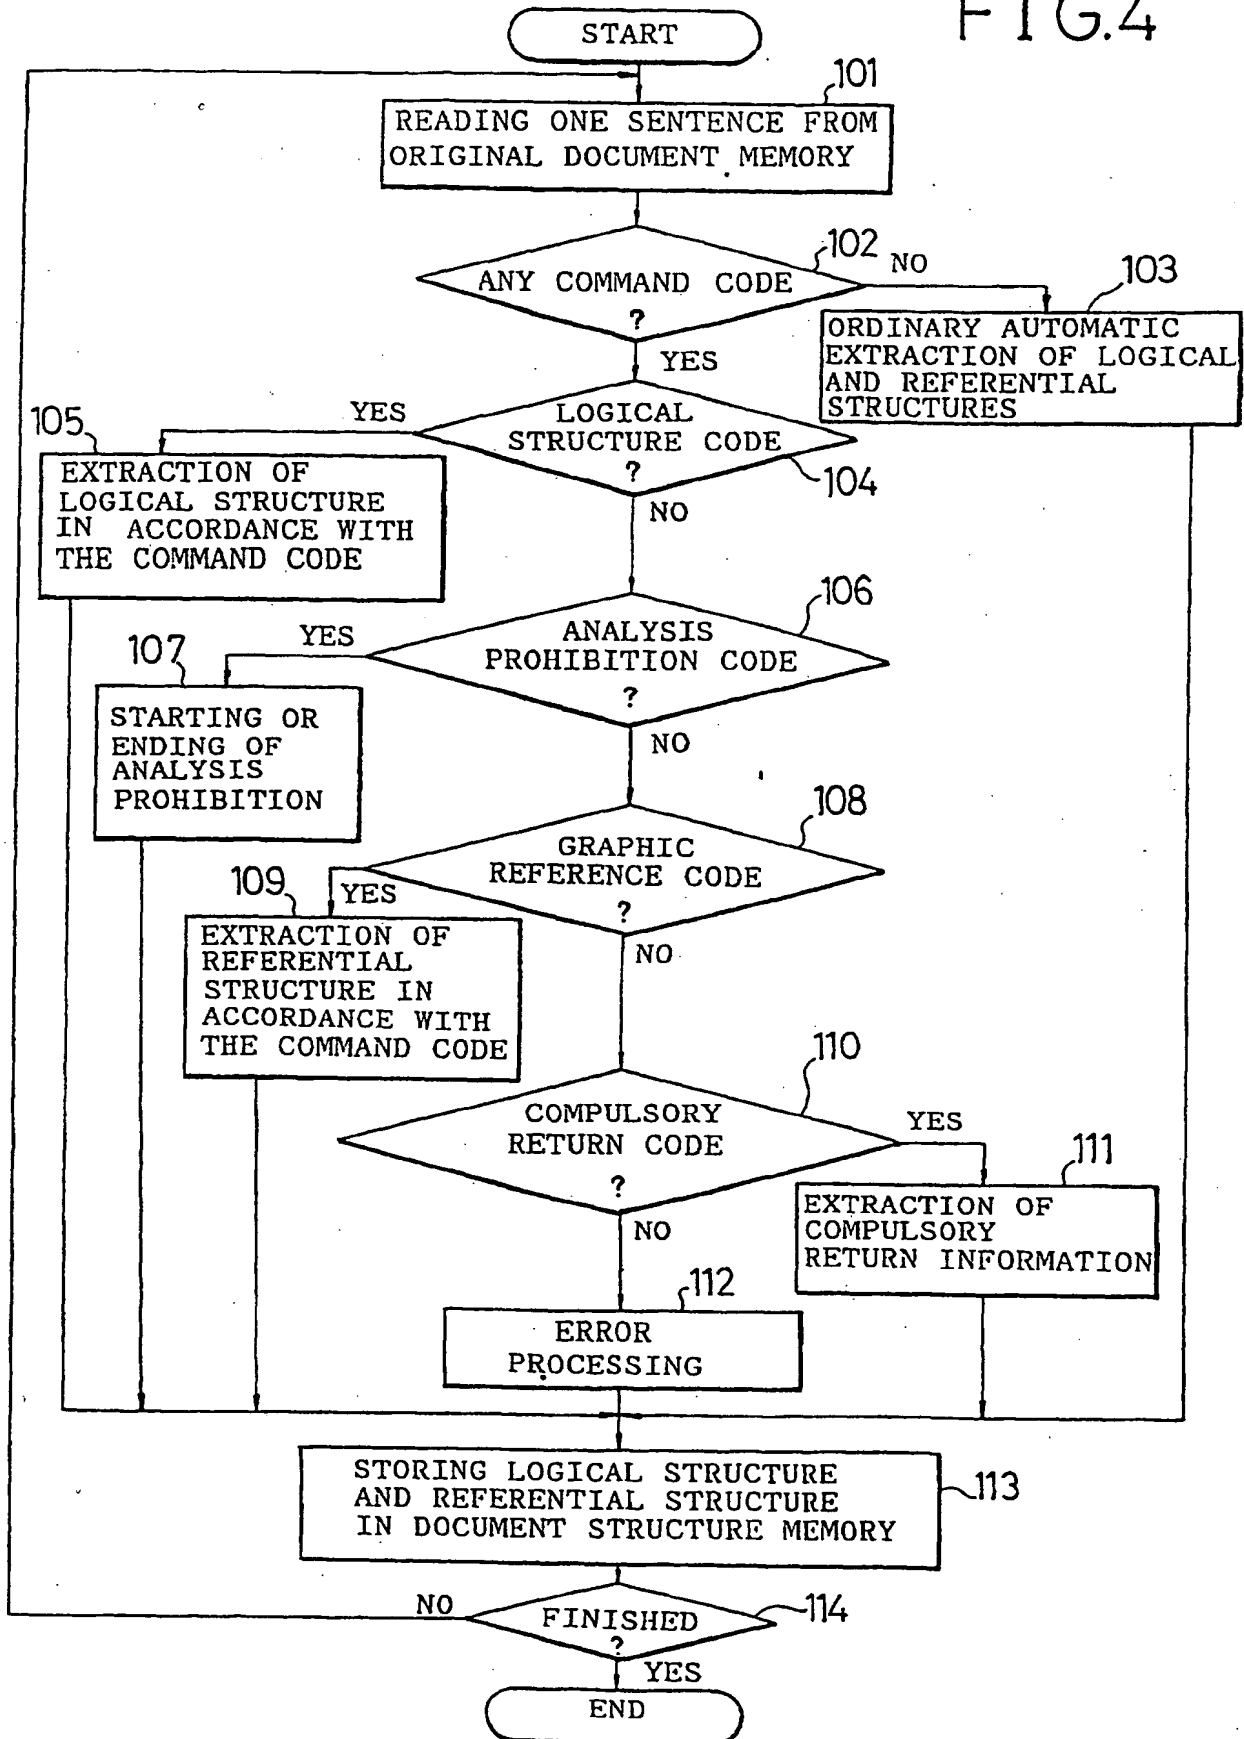 FIG.4
START
101
READING ONE SENTENCE FROM
ORIGINAL DOCUMENT MEMORY
102
ANY COMMAND CODE
?
NO
103
ORDINARY AUTOMATIC
EXTRACTION OF LOGICAL
AND REFERENTIAL
STRUCTURES
YES
LOGICAL
STRUCTURE CODE
?
104
YES
105
EXTRACTION OF
LOGICAL STRUCTURE
IN ACCORDANCE WITH
THE COMMAND CODE
NO
106
ANALYSIS
PROHIBITION CODE
?
YES
107
STARTING OR
ENDING OF
ANALYSIS
PROHIBITION
NO
108
GRAPHIC
REFERENCE CODE
?
YES
109
EXTRACTION OF
REFERENTIAL
STRUCTURE IN
ACCORDANCE WITH
THE COMMAND CODE
NO
110
COMPULSORY
RETURN CODE
?
YES
111
EXTRACTION OF
COMPULSORY
RETURN INFORMATION
NO
112
ERROR
PROCESSING
STORING LOGICAL STRUCTURE
AND REFERENTIAL STRUCTURE
IN DOCUMENT STRUCTURE MEMORY
113
NO
FINISHED
?
114
YES
END